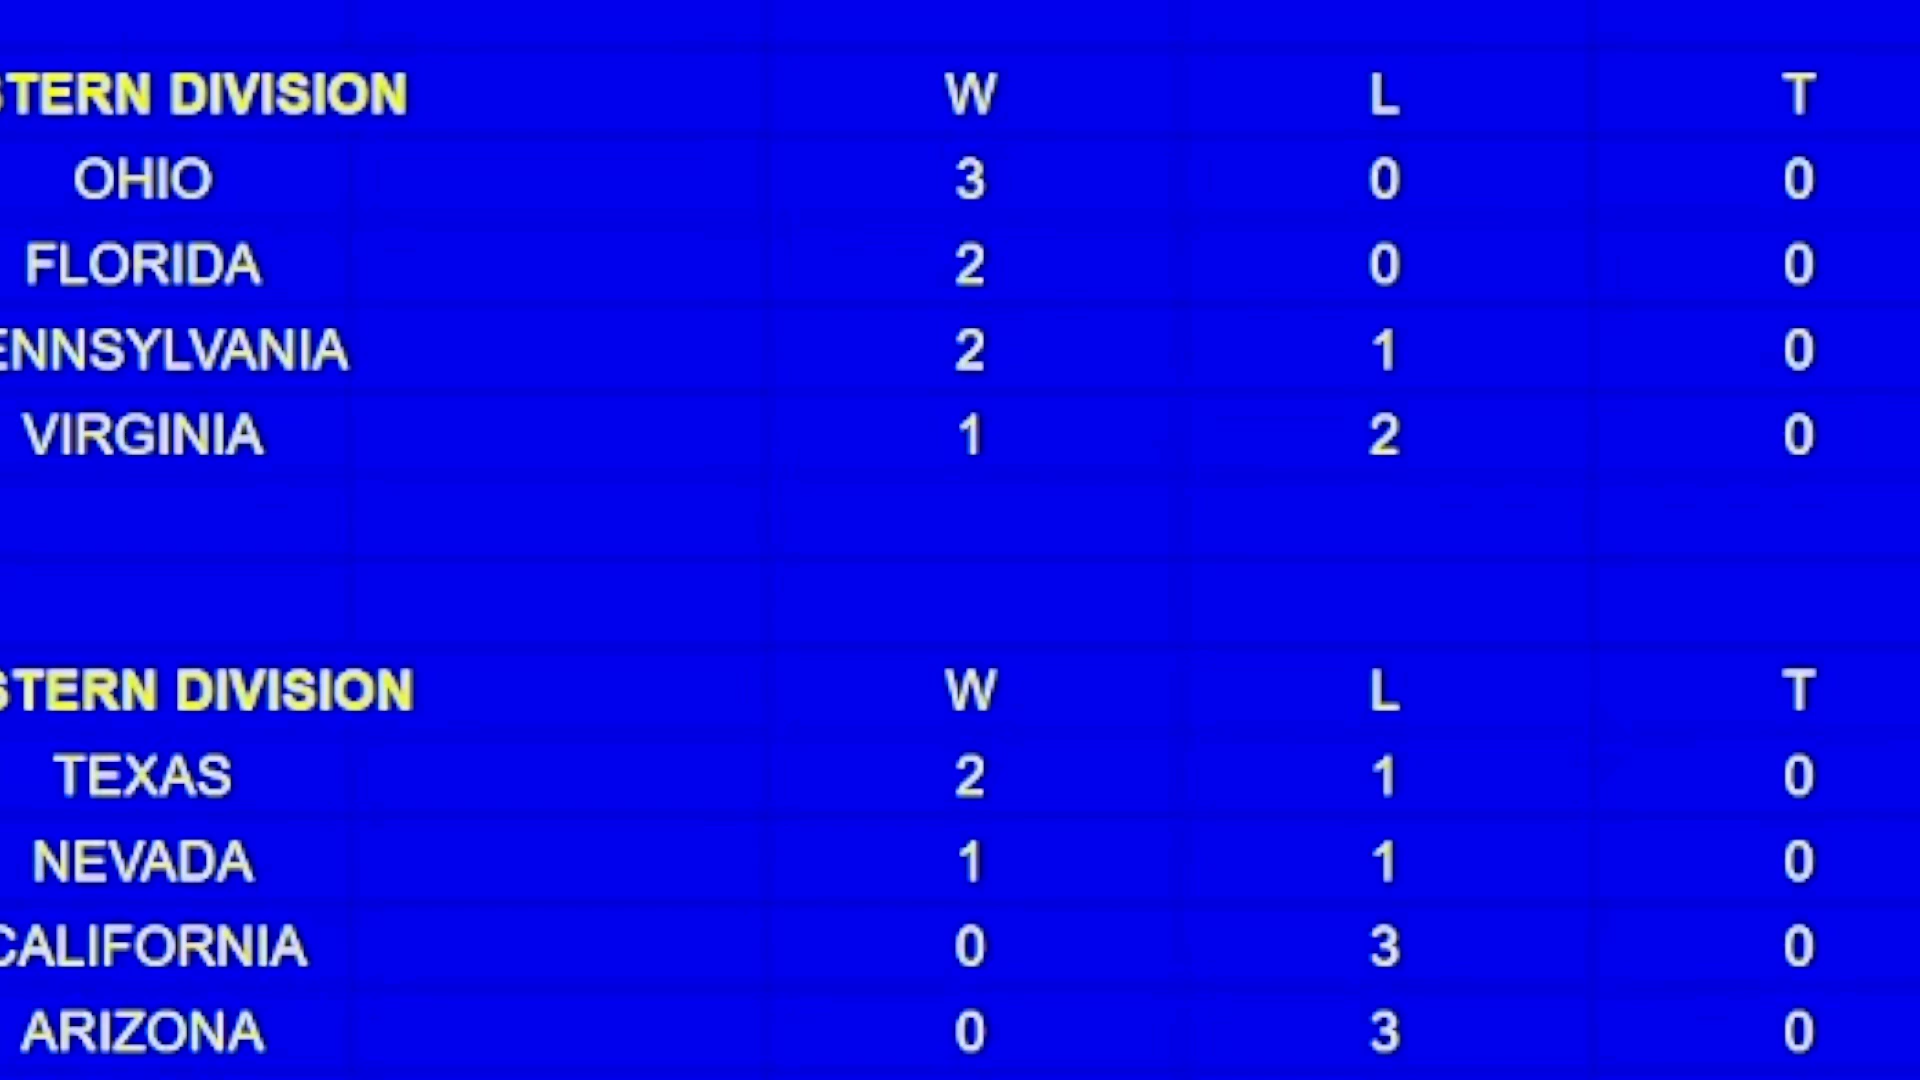 STERN DIVISION W L T
OHIO 3 0 0
FLORIDA 2 0 0
ENNSYLVANIA 2 1 0
VIRGINIA 1 2 0
STERN DIVISION W L T
TEXAS 2 1 0
NEVADA 1 1 0
CALIFORNIA 0 3 0
ARIZONA 0 3 0